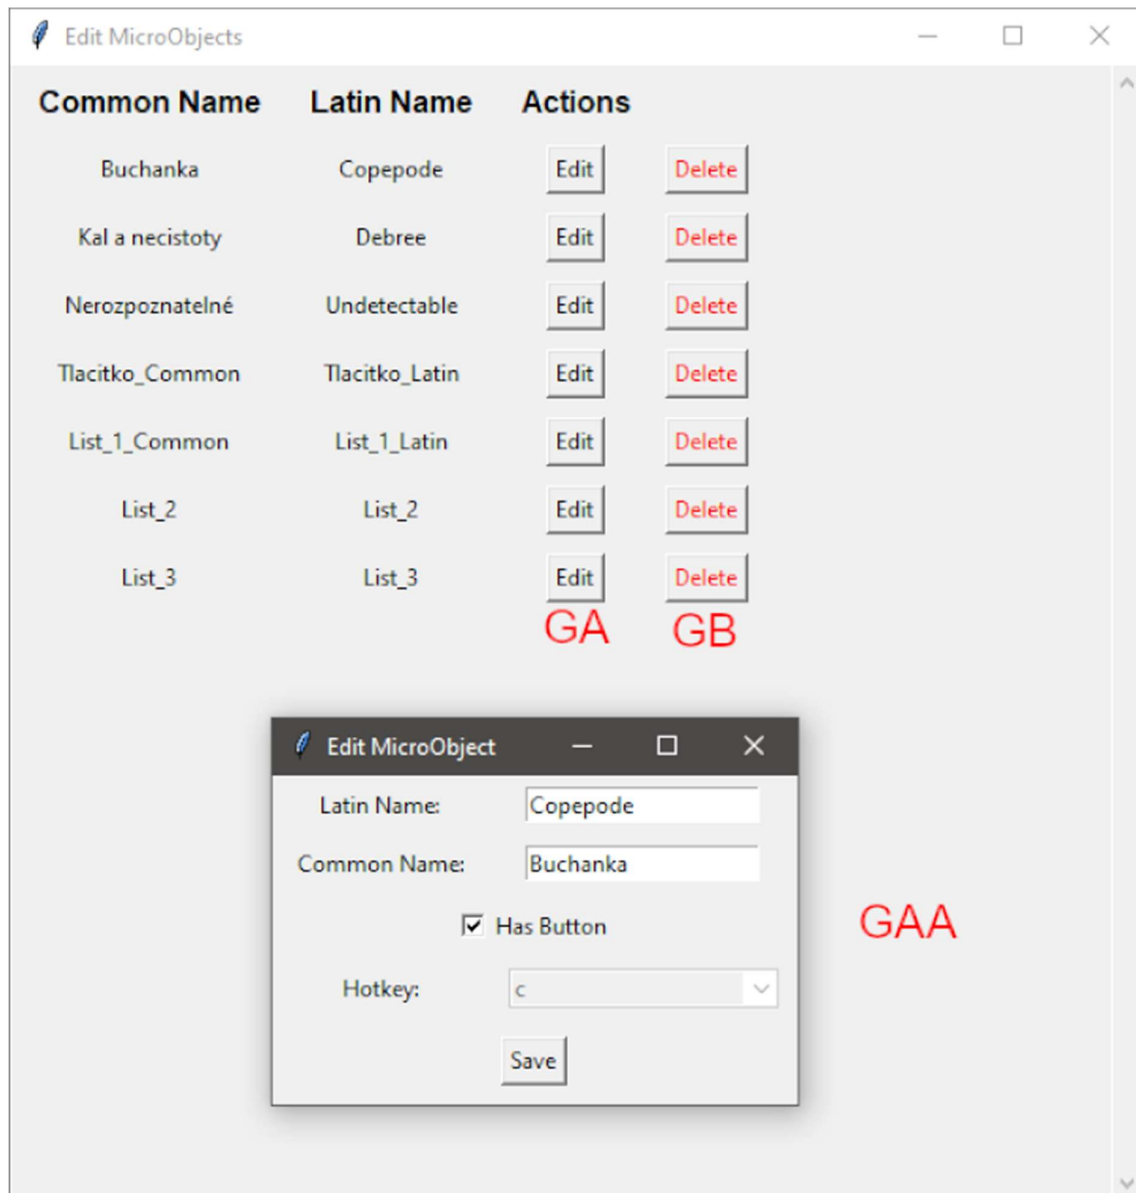 Edit MicroObjects
Common Name Latin Name Actions
Buchanka Copepode Edit Delete
Kal a necistoty Debree Edit Delete
Nerozpoznatelné Undetectable Edit Delete
Tlacitko_Common Tlacitko_Latin Edit Delete
List_1_Common List_1_Latin Edit Delete
List_2 List_2 Edit Delete
List_3 List_3 Edit Delete
GA GB
Edit MicroObject
Latin Name: Copepode
Common Name: Buchanka
Has Button
GAA
Hotkey: c
Save